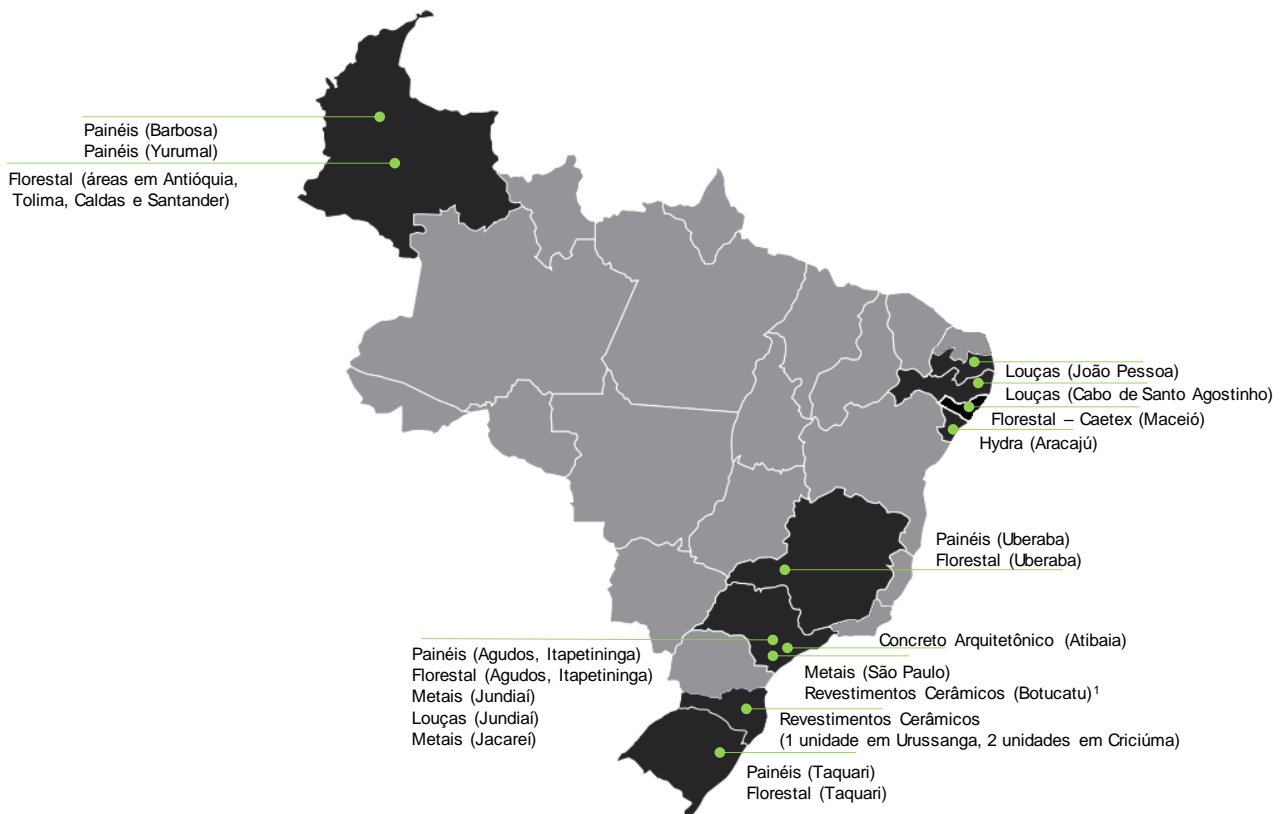 Painéis (Barbosa)
Painéis (Yurumal)
Florestal (áreas em Antióquia,
Tolima, Caldas e Santander)
Louças (João Pessoa)
Louças (Cabo de Santo Agostinho)
Florestal – Caetex (Maceió)
Hydra (Aracajú)
Painéis (Uberaba)
Florestal (Uberaba)
Concreto Arquitetônico (Atibaia)
Painéis (Agudos, Itapetininga)
Florestal (Agudos, Itapetininga)
Metais (Jundiaí)
Louças (Jundiaí)
Metais (Jacareí)
Metais (São Paulo)
Revestimentos Cerâmicos (Botucatu)¹
Revestimentos Cerâmicos
(1 unidade em Urussanga, 2 unidades em Criciúma)
Painéis (Taquari)
Florestal (Taquari)